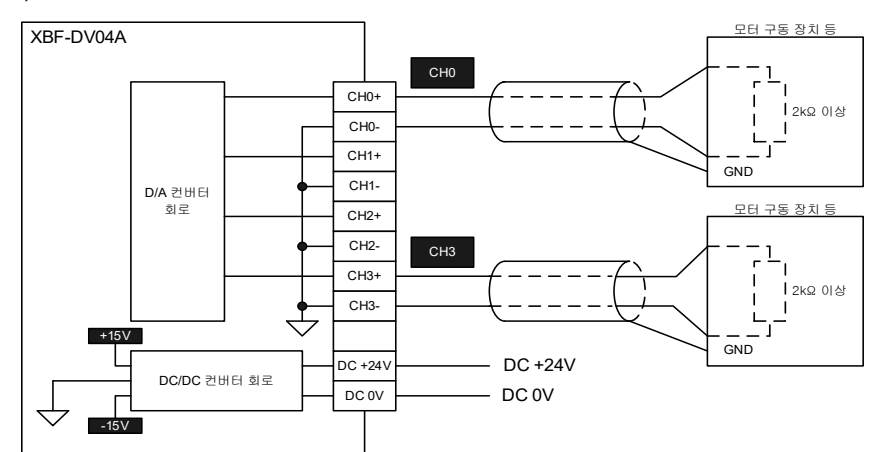 모터 구동 장치 등
XBF-DV04A
CH0
CH0+
CH0-
2kΩ 이상
CH1+
GND
CH1-
D/A 컨버터
회로
CH2+
모터 구동 장치 등
CH2-
CH3
CH3+
2kΩ 이상
CH3-
+15V
GND
DC +24V
DC +24V
DC/DC 컨버터 회로
DC 0V
DC 0V
-15V